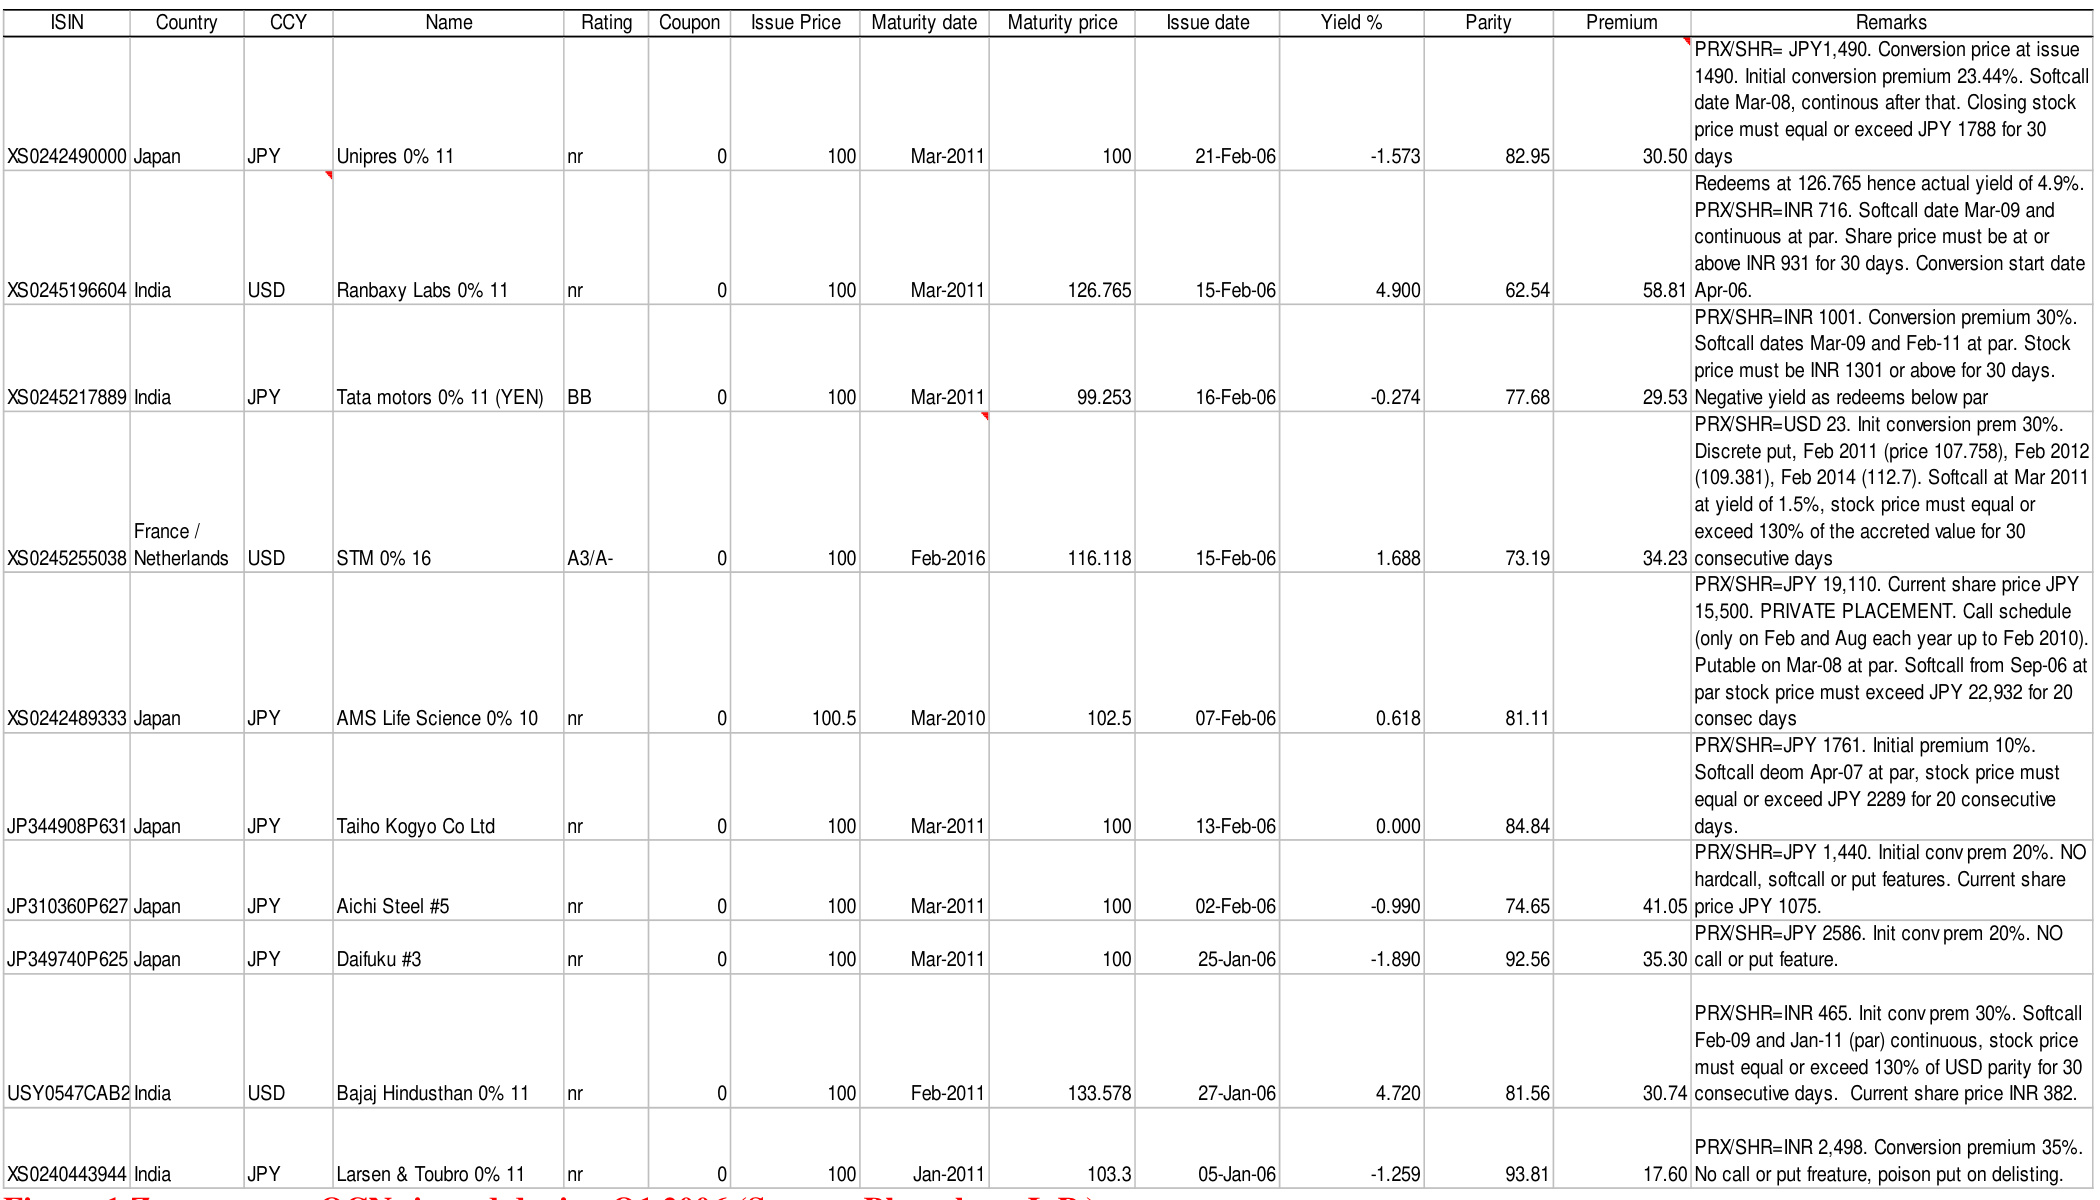 ISIN Country CCY Name Rating Coupon Issue Price Maturity date Maturity price Issue date Yield % Parity Premium Remarks
PRX/SHR= JPY1,490. Conversion price at issue
1490. Initial conversion premium 23.44%. Softcall
date Mar-08, continous after that. Closing stock
price must equal or exceed JPY 1788 for 30
XS0242490000 Japan JPY Unipres 0% 11 nr 0 100 Mar-2011 100 21-Feb-06 -1.573 82.95 30.50 days
Redeems at 126.765 hence actual yield of 4.9%.
PRX/SHR=INR 716. Softcall date Mar-09 and
continuous at par. Share price must be at or
above INR 931 for 30 days. Conversion start date
XS0245196604 India USD Ranbaxy Labs 0% 11 nr 0 100 Mar-2011 126.765 15-Feb-06 4.900 62.54 58.81 Apr-06.
PRX/SHR=INR 1001. Conversion premium 30%.
Softcall dates Mar-09 and Feb-11 at par. Stock
price must be INR 1301 or above for 30 days.
XS0245217889 India JPY Tata motors 0% 11 (YEN) BB 0 100 Mar-2011 99.253 16-Feb-06 -0.274 77.68 29.53 Negative yield as redeems below par
PRX/SHR=USD 23. Init conversion prem 30%.
Discrete put, Feb 2011 (price 107.758), Feb 2012
(109.381), Feb 2014 (112.7). Softcall at Mar 2011
at yield of 1.5%, stock price must equal or
France / exceed 130% of the accreted value for 30
XS0245255038 Netherlands USD STM 0% 16 A3/A- 0 100 Feb-2016 116.118 15-Feb-06 1.688 73.19 34.23 consecutive days
PRX/SHR=JPY 19,110. Current share price JPY
15,500. PRIVATE PLACEMENT. Call schedule
(only on Feb and Aug each year up to Feb 2010).
Putable on Mar-08 at par. Softcall from Sep-06 at
par stock price must exceed JPY 22,932 for 20
XS0242489333 Japan JPY AMS Life Science 0% 10 nr 0 100.5 Mar-2010 102.5 07-Feb-06 0.618 81.11 consec days
PRX/SHR=JPY 1761. Initial premium 10%.
Softcall deom Apr-07 at par, stock price must
equal or exceed JPY 2289 for 20 consecutive
JP344908P631 Japan JPY Taiho Kogyo Co Ltd nr 0 100 Mar-2011 100 13-Feb-06 0.000 84.84 days.
PRX/SHR=JPY 1,440. Initial conv prem 20%. NO
hardcall, softcall or put features. Current share
JP310360P627 Japan JPY Aichi Steel #5 nr 0 100 Mar-2011 100 02-Feb-06 -0.990 74.65 41.05 price JPY 1075.
PRX/SHR=JPY 2586. Init conv prem 20%. NO
JP349740P625 Japan JPY Daifuku #3 nr 0 100 Mar-2011 100 25-Jan-06 -1.890 92.56 35.30 call or put feature.
PRX/SHR=INR 465. Init conv prem 30%. Softcall
Feb-09 and Jan-11 (par) continuous, stock price
must equal or exceed 130% of USD parity for 30
USY0547CAB2 India USD Bajaj Hindusthan 0% 11 nr 0 100 Feb-2011 133.578 27-Jan-06 4.720 81.56 30.74 consecutive days. Current share price INR 382.
PRX/SHR=INR 2,498. Conversion premium 35%.
XS0240443944 India JPY Larsen & Toubro 0% 11 nr 0 100 Jan-2011 103.3 05-Jan-06 -1.259 93.81 17.60 No call or put freature, poison put on delisting.